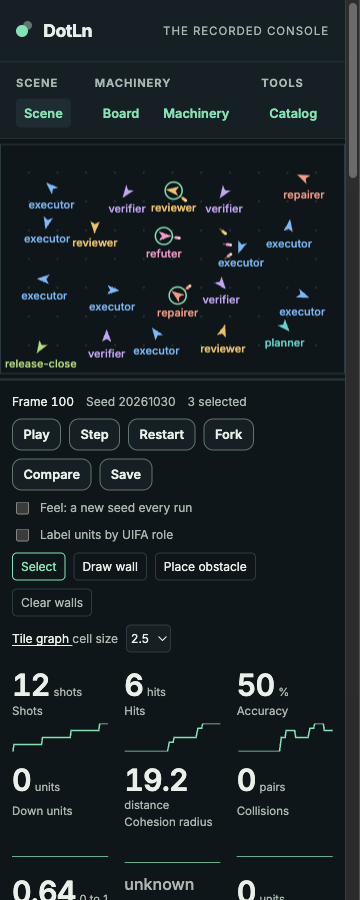 DotLn
THE RECORDED CONSOLE
SCENE MACHINERY TOOLS
Scene Board Machinery Catalog
executor verifier reviewer verifier repairer
executor reviewer refuter executor executor
executor executor repairer verifier executor
release-close verifier executor reviewer planner
Frame 100 Seed 20261030 3 selected
Play Step Restart Fork
Compare Save
Feel: a new seed every run
Label units by UIFA role
Select Draw wall Place obstacle
Clear walls
Tile graph cell size 2.5
12 shots 6 hits 50 %
Shots Hits Accuracy
0 units 19.2 distance 0 pairs
Down units Cohesion radius Collisions
0.64 0 to 1 unknown 0 units